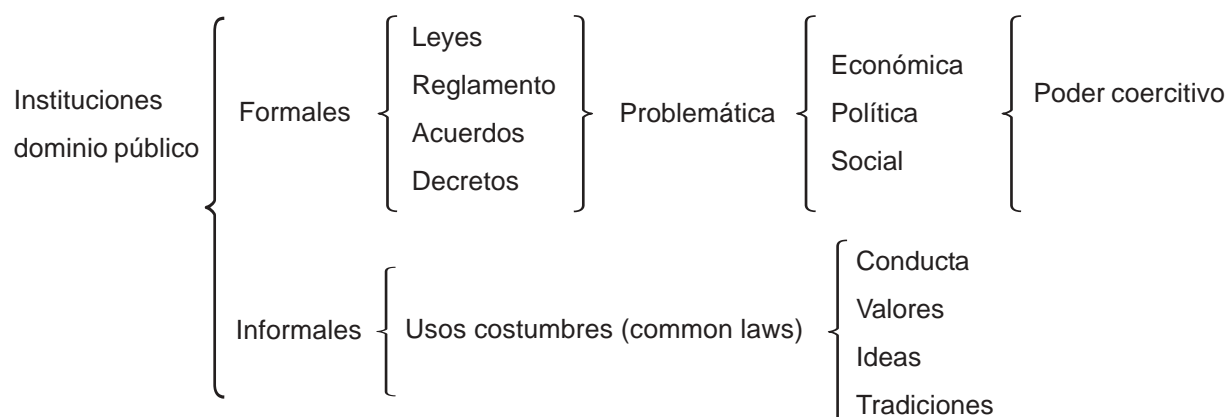 Instituciones
dominio público
Formales
Leyes
Reglamento
Acuerdos
Decretos
Problemática
Económica
Política
Social
Poder coercitivo
Informales
Usos costumbres (common laws)
Conducta
Valores
Ideas
Tradiciones